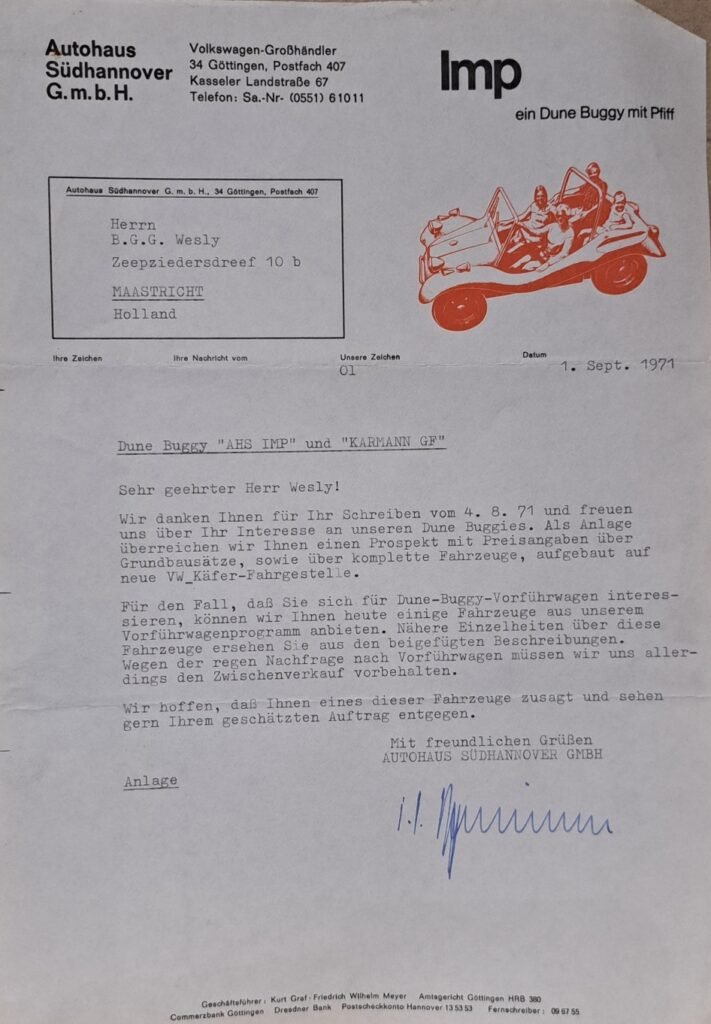 Autohaus
Südhannover
G.m.b.H.
Volkswagen-Großhändler
34 Göttingen, Postfach 407
Kasseler Landstraße 67
Telefon: Sa.-Nr- (0551) 61011
Imp
ein Dune Buggy mit Pfiff
Autohaus Südhannover G. m. b. H., 34 Göttingen, Postfach 407
Herrn
B.G.G. Wesly
Zeepziedersdreef 10 b
MAASTRICHT
Holland
Ihre Zeichen
Ihre Nachricht vom
Unsere Zeichen
Ol
Datum
1. Sept. 1971
Dune Buggy "AHS IMP" und "KARMANN GF"
Sehr geehrter Herr Wesly!
Wir danken Ihnen für Ihr Schreiben vom 4. 8. 71 und freuen
uns über Ihr Interesse an unseren Dune Buggies. Als Anlage
überreichen wir Ihnen einen Prospekt mit Preisangaben über
Grundbausätze, sowie über komplette Fahrzeuge, aufgebaut auf
neue VW_Käfer-Fahrgestelle.
Für den Fall, daß Sie sich für Dune-Buggy-Vorführwagen interes-
sieren, können wir Ihnen heute einige Fahrzeuge aus unserem
Vorführwagenprogramm anbieten. Nähere Einzelheiten über diese
Fahrzeuge ersehen Sie aus den beigefügten Beschreibungen.
Wegen der regen Nachfrage nach Vorführwagen müssen wir uns aller-
dings den Zwischenverkauf vorbehalten.
Wir hoffen, daß Ihnen eines dieser Fahrzeuge zusagt und sehen
gern Ihrem geschätzten Auftrag entgegen.
Mit freundlichen Grüßen
AUTOHAUS SÜDHANNOVER GMBH
Anlage
Geschäftsführer: Kurt Graf · Friedrich Wilhelm Meyer Amtsgericht Göttingen HRB 380
Commerzbank Göttingen Dresdner Bank Postscheckkonto Hannover 13 53 53 Fernschreiber: 09 67 55